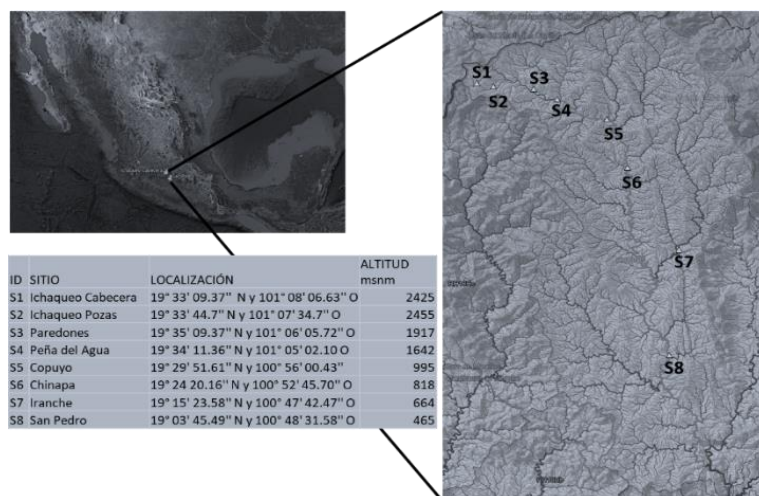 S1
S2
S3
S4
S5
S6
S7
S8
ALTITUD
ID SITIO LOCALIZACIÓN msnm
S1 Ichaqueo Cabecera 19° 33' 09.37'' N y 101° 08' 06.63'' O 2425
S2 Ichaqueo Pozas 19° 33' 44.7'' N y 101° 07' 34.7'' O 2455
S3 Paredones 19° 35' 09.37'' N y 101° 06' 05.72'' O 1917
S4 Peña del Agua 19° 34' 11.36'' N y 101° 05' 02.10 O 1642
S5 Copuyo 19° 29' 51.61'' N y 100° 56' 00.43'' 995
S6 Chinapa 19° 24 20.16'' N y 100° 52' 45.70'' O 818
S7 Iranche 19° 15' 23.58'' N y 100° 47' 42.47'' O 664
S8 San Pedro 19° 03' 45.49'' N y 100° 48' 31.58'' O 465